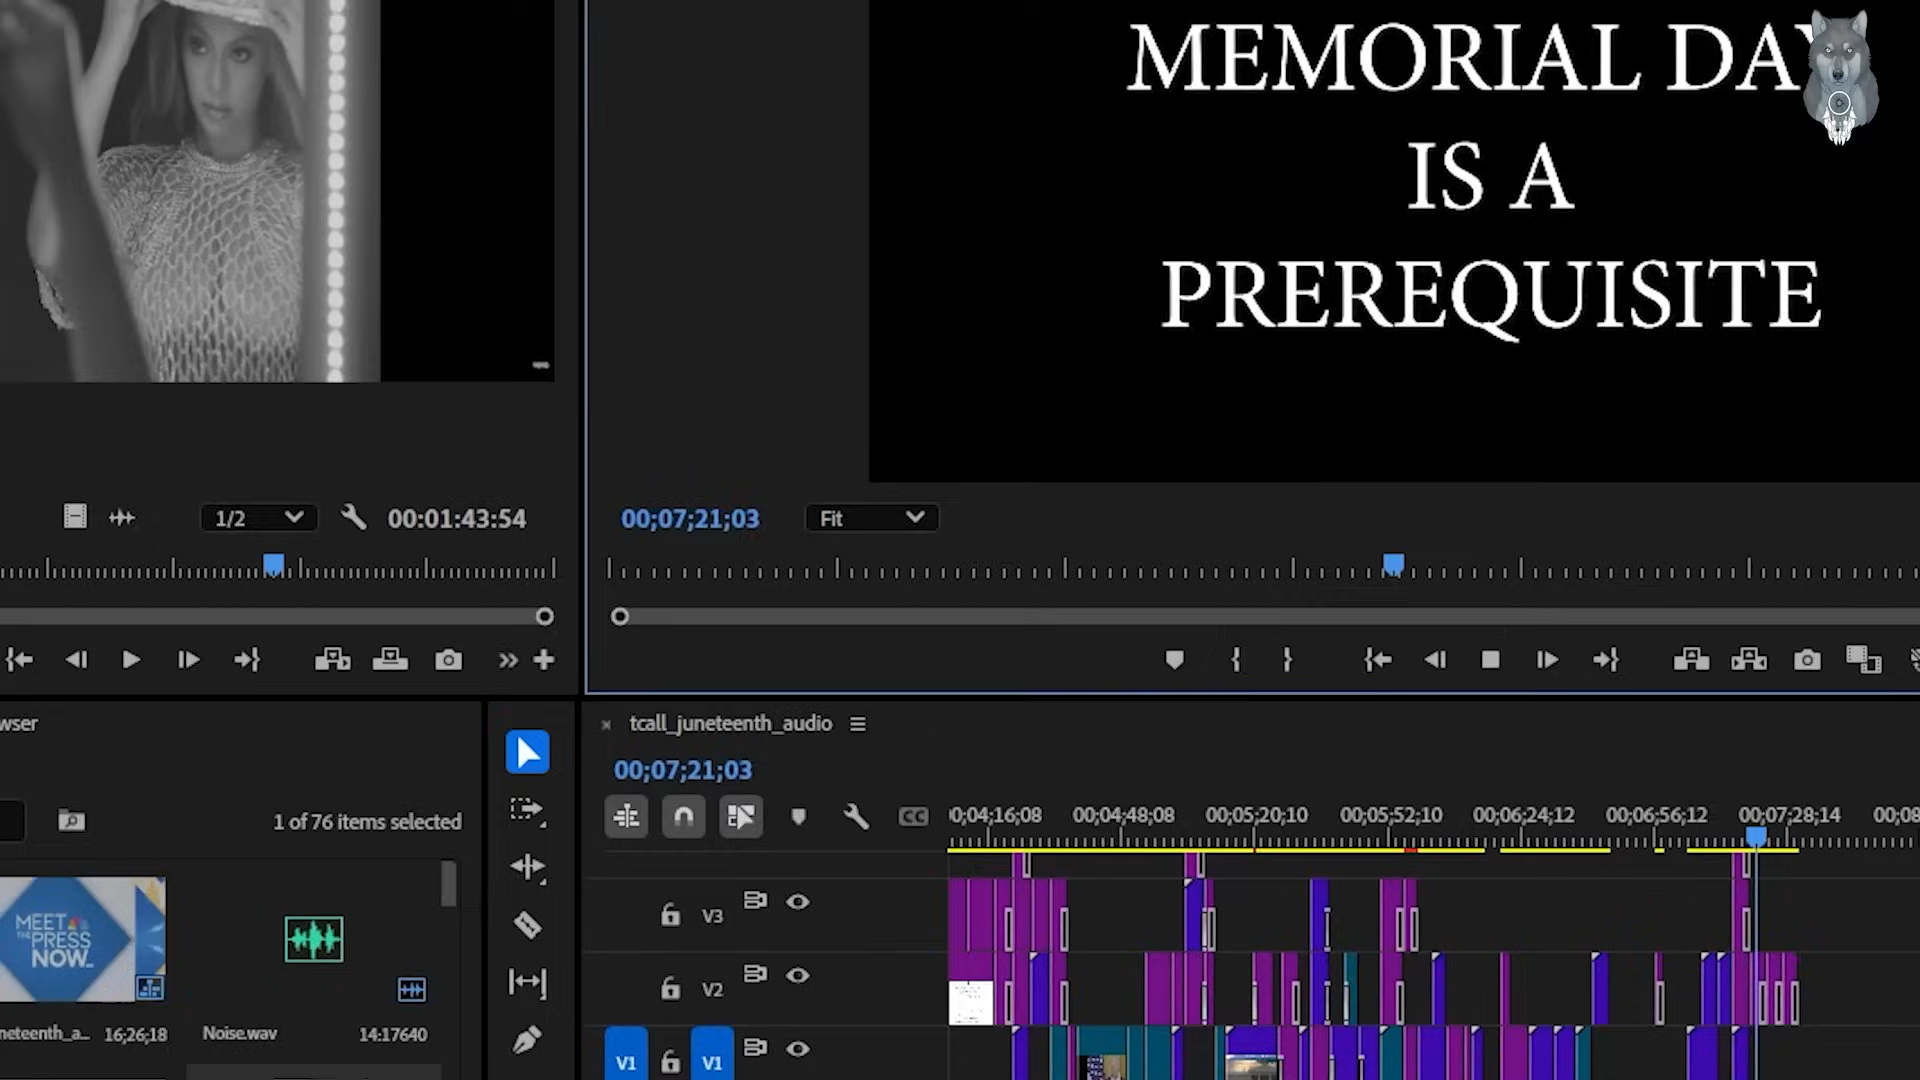 MEMORIAL DAY
IS A
PREREQUISITE
1/2
00:01:43:54
00;07;21;03
Fit
wser
1 of 76 items selected
MEET
THE PRESS
NOW
neteenth_a... 16;26;18
Noise.wav 14:17640
× tcall_juneteenth_audio
00;07;21;03
CC
00;04;16;08 00;04;48;08 00;05;20;10 00;05;52;10 00;06;24;12 00;06;56;12 00;07;28;14 00;08
V3
V2
V1 V1